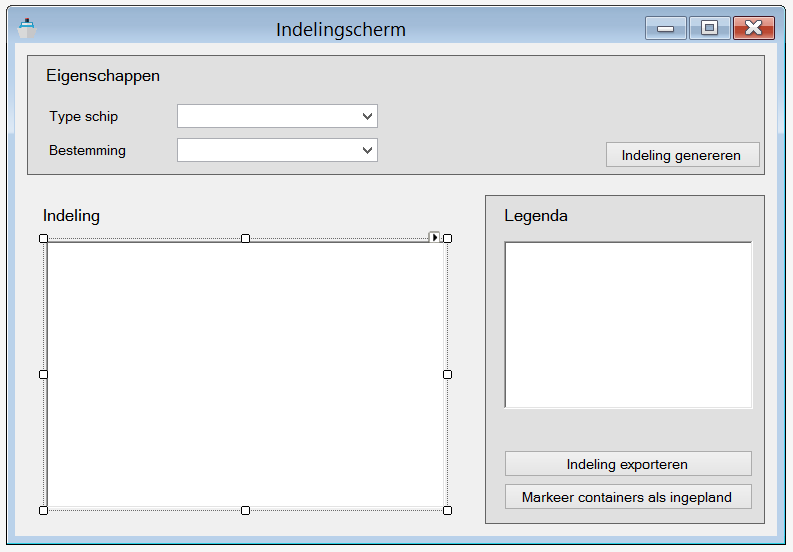 Indelingscherm
Eigenschappen
Type schip
Bestemming
Indeling genereren
Indeling
Legenda
Indeling exporteren
Markeer containers als ingepland